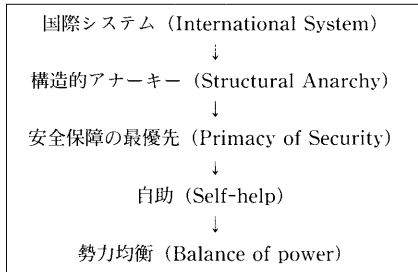 国際システム（International System）
↓
構造的アナーキー（Structural Anarchy）
↓
安全保障の最優先（Primacy of Security）
↓
自助（Self-help）
↓
勢力均衡（Balance of power）